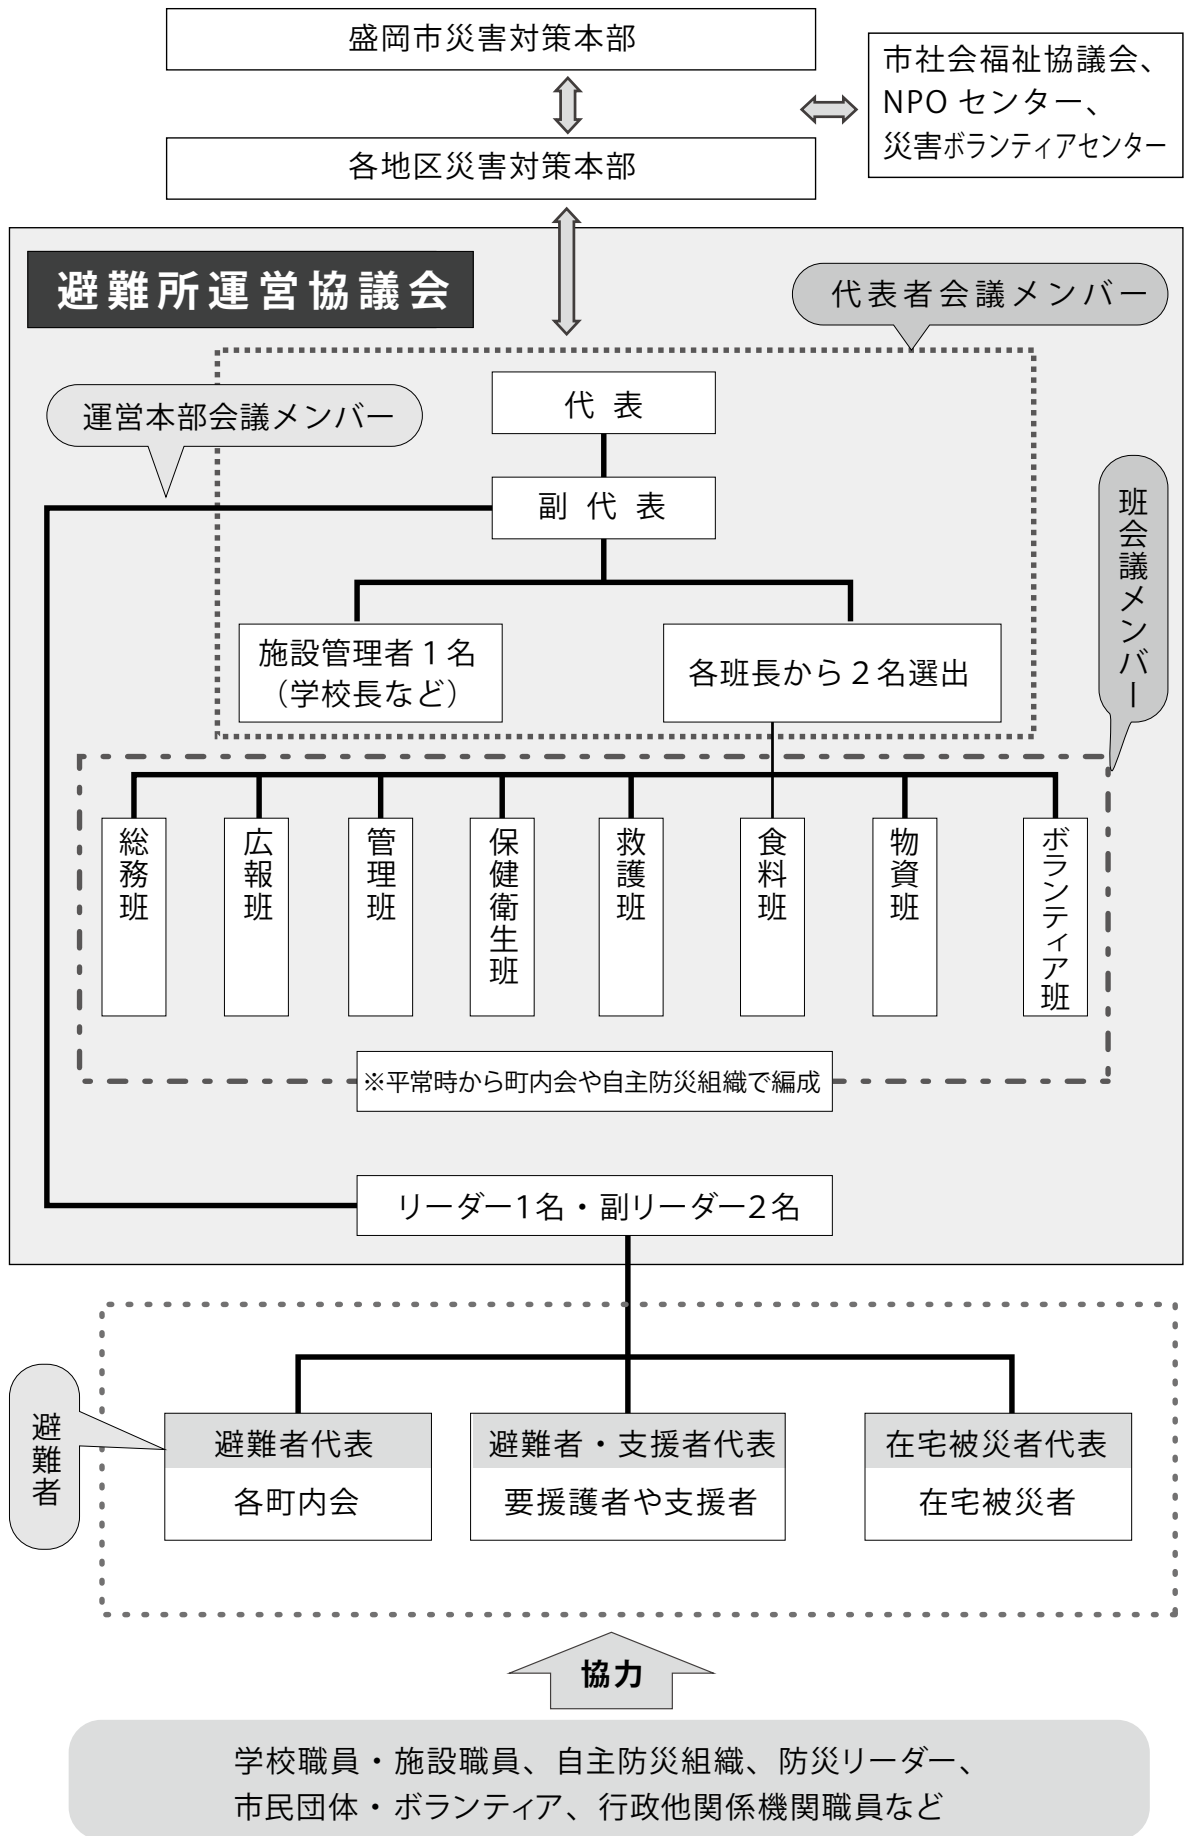 盛岡市災害対策本部
市社会福祉協議会、
NPO センター、
災害ボランティアセンター
各地区災害対策本部
避難所運営協議会
代表者会議メンバー
代表
運営本部会議メンバー
副代表
班会議メンバー
施設管理者1名
（学校長など）
各班長から2名選出
総務班
広報班
管理班
保健衛生班
救護班
食料班
物資班
ボランティア班
※平常時から町内会や自主防災組織で編成
リーダー1名・副リーダー2名
避難者
避難者代表
各町内会
避難者・支援者代表
要援護者や支援者
在宅被災者代表
在宅被災者
協力
学校職員・施設職員、自主防災組織、防災リーダー、
市民団体・ボランティア、行政他関係機関職員など